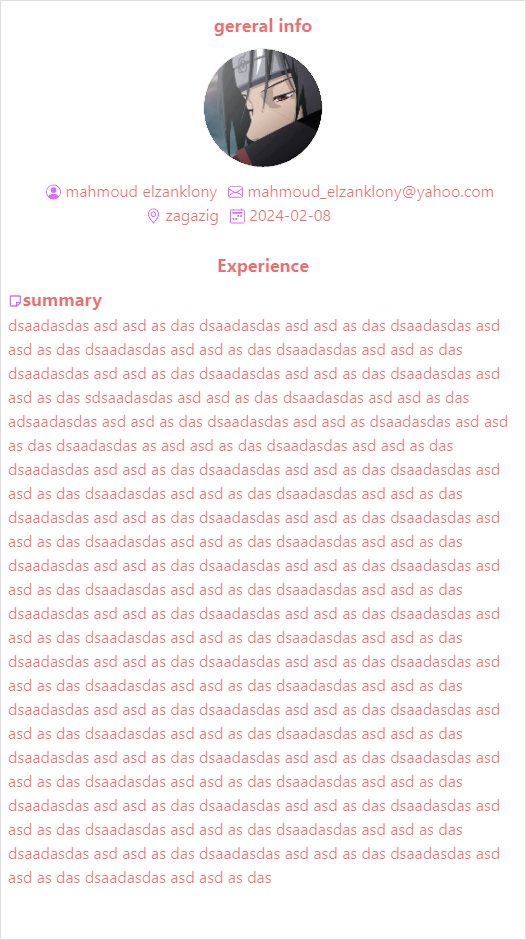 gereral info
mahmoud elzanklony mahmoud_elzanklony@yahoo.com
zagazig 2024-02-08
Experience
summary
dsaadasdas asd asd as das dsaadasdas asd asd as das dsaadasdas asd
asd as das dsaadasdas asd asd as das dsaadasdas asd asd as das
dsaadasdas asd asd as das dsaadasdas asd asd as das dsaadasdas asd
asd as das sdsaadasdas asd asd as das dsaadasdas asd asd as das
adsaadasdas asd asd as das dsaadasdas asd asd as dsaadasdas asd asd
as das dsaadasdas as asd asd as das dsaadasdas asd asd as das
dsaadasdas asd asd as das dsaadasdas asd asd as das dsaadasdas asd
asd as das dsaadasdas asd asd as das dsaadasdas asd asd as das
dsaadasdas asd asd as das dsaadasdas asd asd as das dsaadasdas asd
asd as das dsaadasdas asd asd as das dsaadasdas asd asd as das
dsaadasdas asd asd as das dsaadasdas asd asd as das dsaadasdas asd
asd as das dsaadasdas asd asd as das dsaadasdas asd asd as das
dsaadasdas asd asd as das dsaadasdas asd asd as das dsaadasdas asd
asd as das dsaadasdas asd asd as das dsaadasdas asd asd as das
dsaadasdas asd asd as das dsaadasdas asd asd as das dsaadasdas asd
asd as das dsaadasdas asd asd as das dsaadasdas asd asd as das
dsaadasdas asd asd as das dsaadasdas asd asd as das dsaadasdas asd
asd as das dsaadasdas asd asd as das dsaadasdas asd asd as das
dsaadasdas asd asd as das dsaadasdas asd asd as das dsaadasdas asd
asd as das dsaadasdas asd asd as das dsaadasdas asd asd as das
dsaadasdas asd asd as das dsaadasdas asd asd as das dsaadasdas asd
asd as das dsaadasdas asd asd as das dsaadasdas asd asd as das
dsaadasdas asd asd as das dsaadasdas asd asd as das dsaadasdas asd
asd as das dsaadasdas asd asd as das